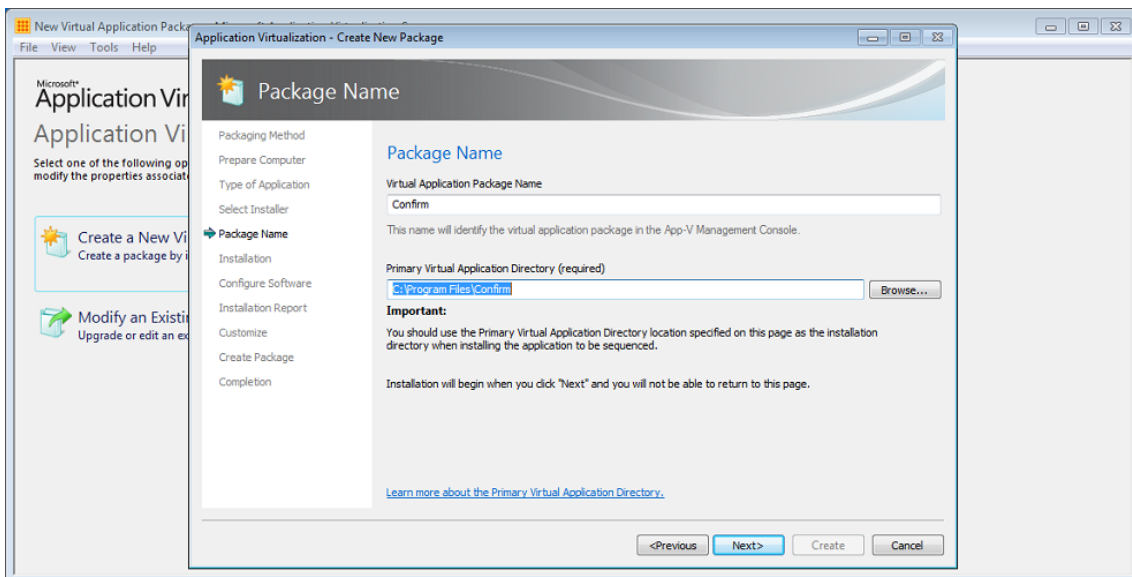 New Virtual Application Packa
File View Tools Help
Microsoft®
Application Vir
Application Vi
Select one of the following op
modify the properties associat
Create a New Vi
Create a package by i
Modify an Existi
Upgrade or edit an ex
Application Virtualization - Create New Package
Package Name
Packaging Method
Prepare Computer
Type of Application
Select Installer
Package Name
Installation
Configure Software
Installation Report
Customize
Create Package
Completion
Package Name
Virtual Application Package Name
Confirm
This name will identify the virtual application package in the App-V Management Console.
Primary Virtual Application Directory (required)
C:\Program Files\Confirm
Browse...
Important:
You should use the Primary Virtual Application Directory location specified on this page as the installation
directory when installing the application to be sequenced.
Installation will begin when you click "Next" and you will not be able to return to this page.
Learn more about the Primary Virtual Application Directory.
<Previous
Next>
Create
Cancel